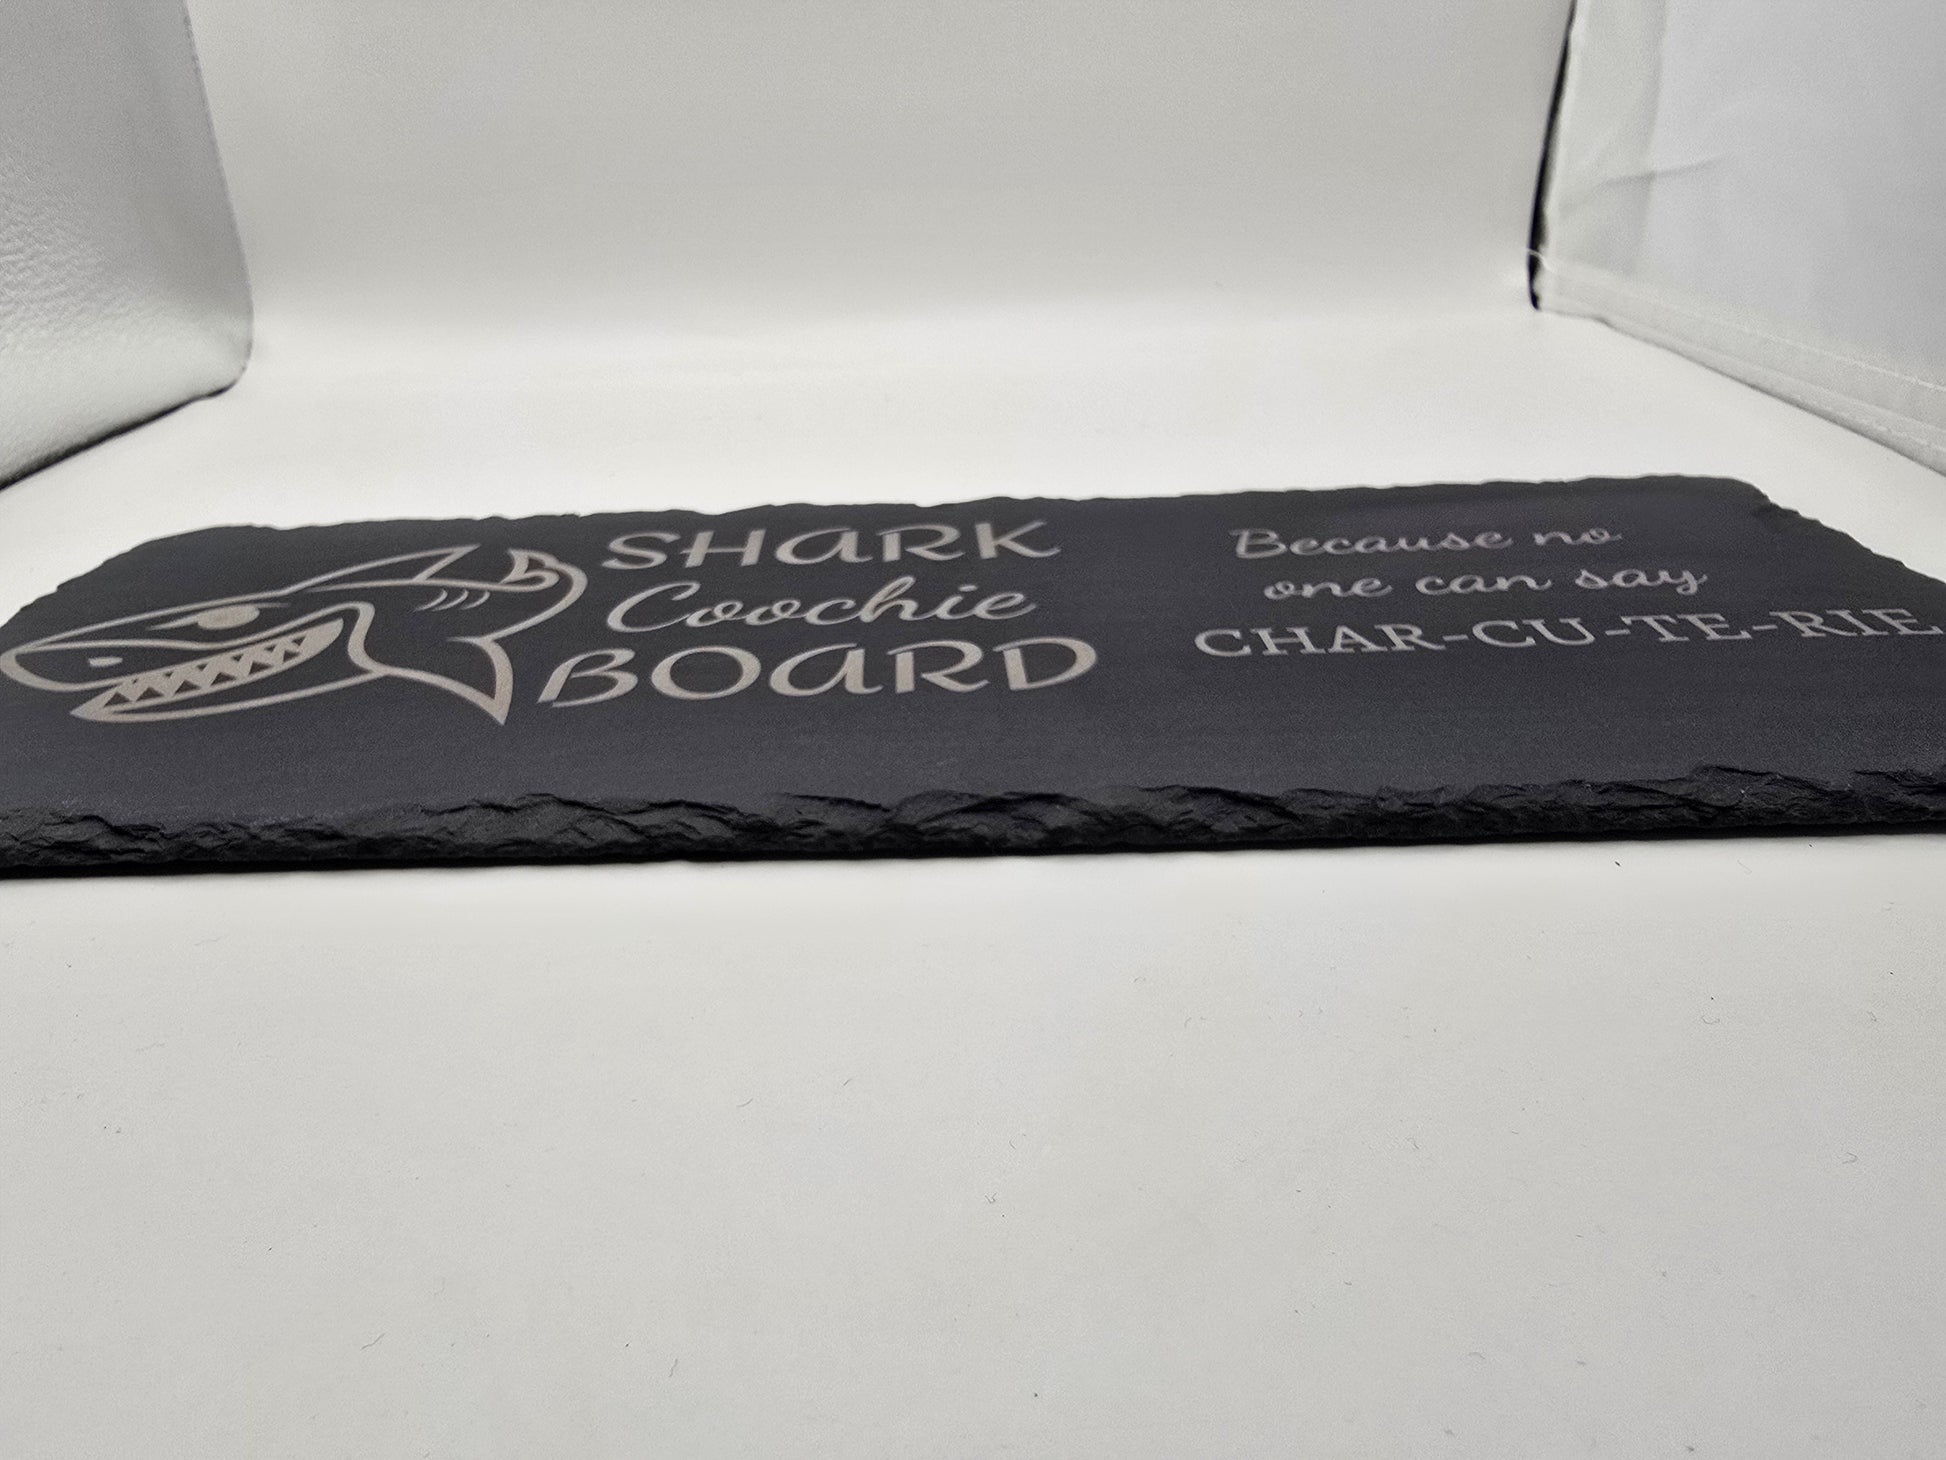 SHARK
Coochie
BOARD
Because no
one can say
CHAR-CU-TE-RIE